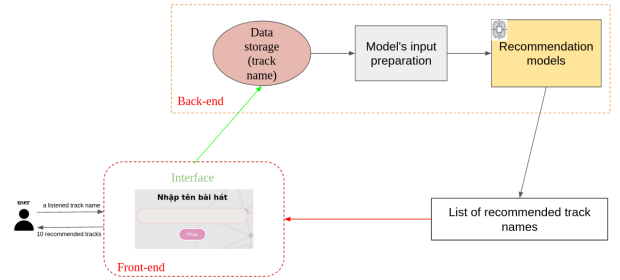 Data
storage
(track
name)
Model's input
preparation
Recommendation
models
Back-end
Interface
Nhập tên bài hát
Nhập
user
a listened track name
10 recommended tracks
List of recommended track
names
Front-end